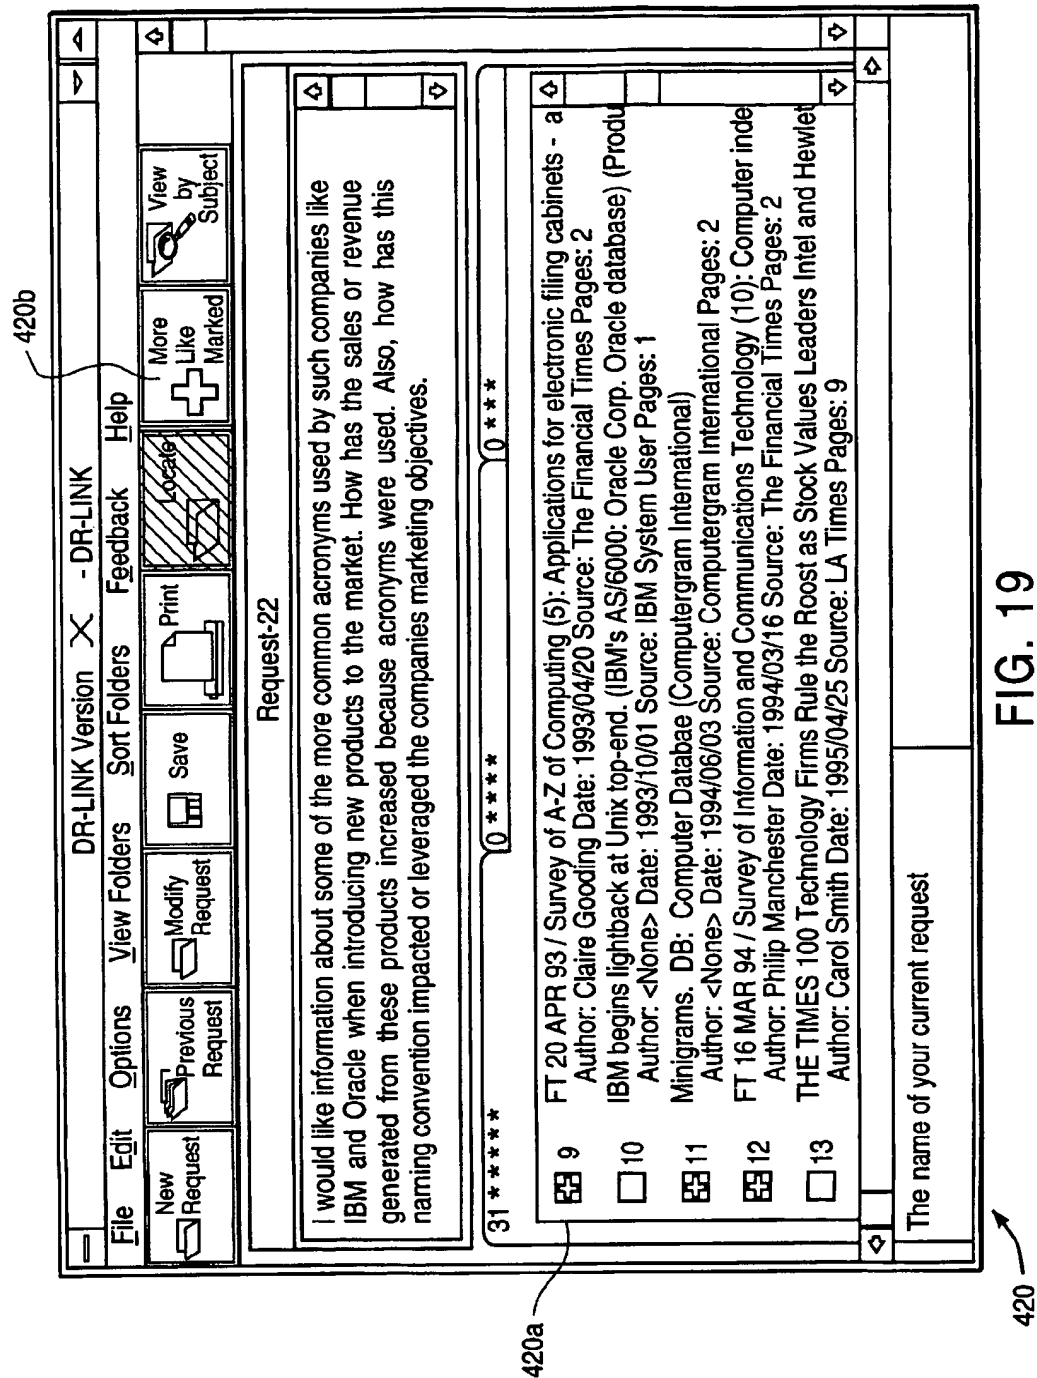 DR-LINK Version X - DR-LINK
File Edit Options View Folders Sort Folders Feedback Help
New Request
Previous Request
Modify Request
Save
Print
Locate
More Like Marked
View by Subject
420b
Request-22
I would like information about some of the more common acronyms used by such companies like
IBM and Oracle when introducing new products to the market. How has the sales or revenue
generated from these products increased because acronyms were used. Also, how has this
naming convention impacted or leveraged the companies marketing objectives.
31 * * * * * 0 * * * * 0 * * *
9 FT 20 APR 93 / Survey of A-Z of Computing (5): Applications for electronic filing cabinets - a
Author: Claire Gooding Date: 1993/04/20 Source: The Financial Times Pages: 2
10 IBM begins lightback at Unix top-end. (IBM's AS/6000: Oracle Corp. Oracle database) (Produ
Author: <None> Date: 1993/10/01 Source: IBM System User Pages: 1
11 Minigrams. DB: Computer Databae (Computergram International)
Author: <None> Date: 1994/06/03 Source: Computergram International Pages: 2
12 FT 16 MAR 94 / Survey of Information and Communications Technology (10): Computer inde
Author: Philip Manchester Date: 1994/03/16 Source: The Financial Times Pages: 2
13 THE TIMES 100 Technology Firms Rule the Roost as Stock Values Leaders Intel and Hewlet
Author: Carol Smith Date: 1995/04/25 Source: LA Times Pages: 9
420a
The name of your current request
420
FIG. 19